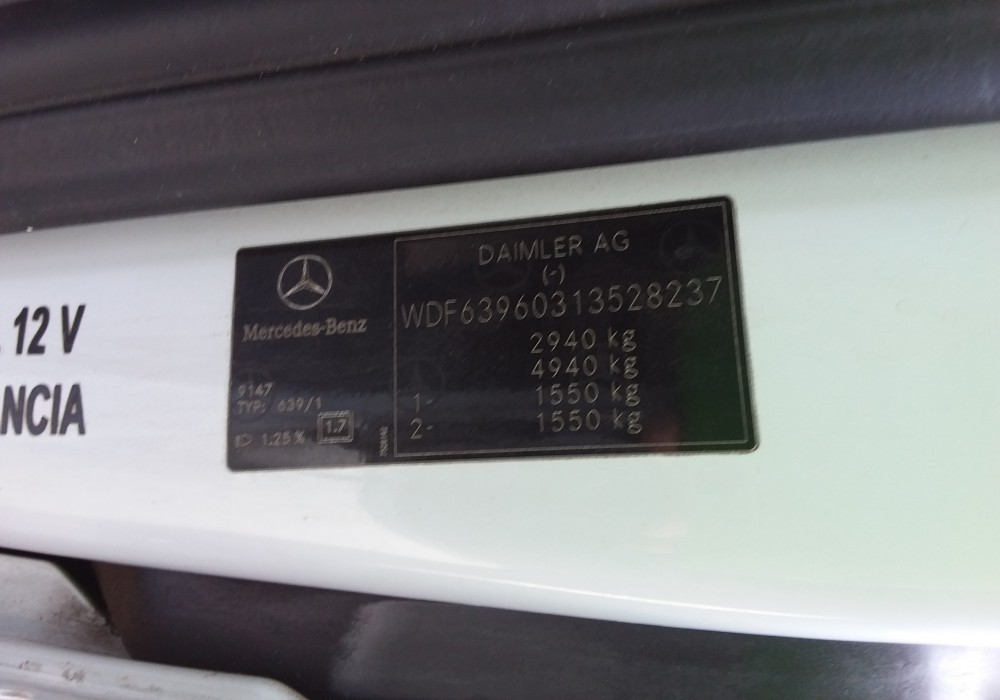 12 V
NCIA
Mercedes-Benz
9147
TYP: 639/1
1.25 %
1.7
DAIMLER AG
(-)
WDF63960313528237
2940 kg
4940 kg
1- 1550 kg
2- 1550 kg